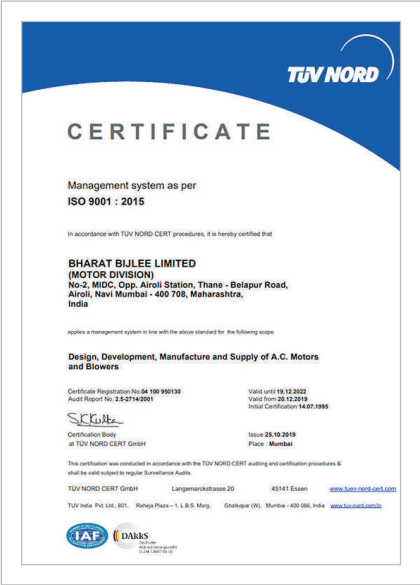 TÜV NORD
CERTIFICATE
Management system as per
ISO 9001 : 2015
In accordance with TÜV NORD CERT procedures, it is hereby certified that
BHARAT BIJLEE LIMITED
(MOTOR DIVISION)
No-2, MIDC, Opp. Airoli Station, Thane - Belapur Road,
Airoli, Navi Mumbai - 400 708, Maharashtra,
India
applies a management system in line with the above standard for the following scope
Design, Development, Manufacture and Supply of A.C. Motors
and Blowers
Certificate Registration No.04 100 950130
Audit Report No. 2.5-2714/2001
Valid until 19.12.2022
Valid from 20.12.2019
Initial Certification 14.07.1995
Certification Body
at TÜV NORD CERT GmbH
Issue 25.10.2019
Place : Mumbai
This certification was conducted in accordance with the TÜV NORD CERT auditing and certification procedures &
shall be valid subject to regular Surveillance Audits.
TÜV NORD CERT GmbH Langemarckstrasse 20 45141 Essen www.tuev-nord-cert.com
TUV India Pvt. Ltd., 801, Raheja Plaza – 1, L.B.S. Marg, Ghatkopar (W), Mumbai - 400 086, India www.tuv-nord.com/in
IAF
DAkkS
Deutsche
Akkreditierungsstelle